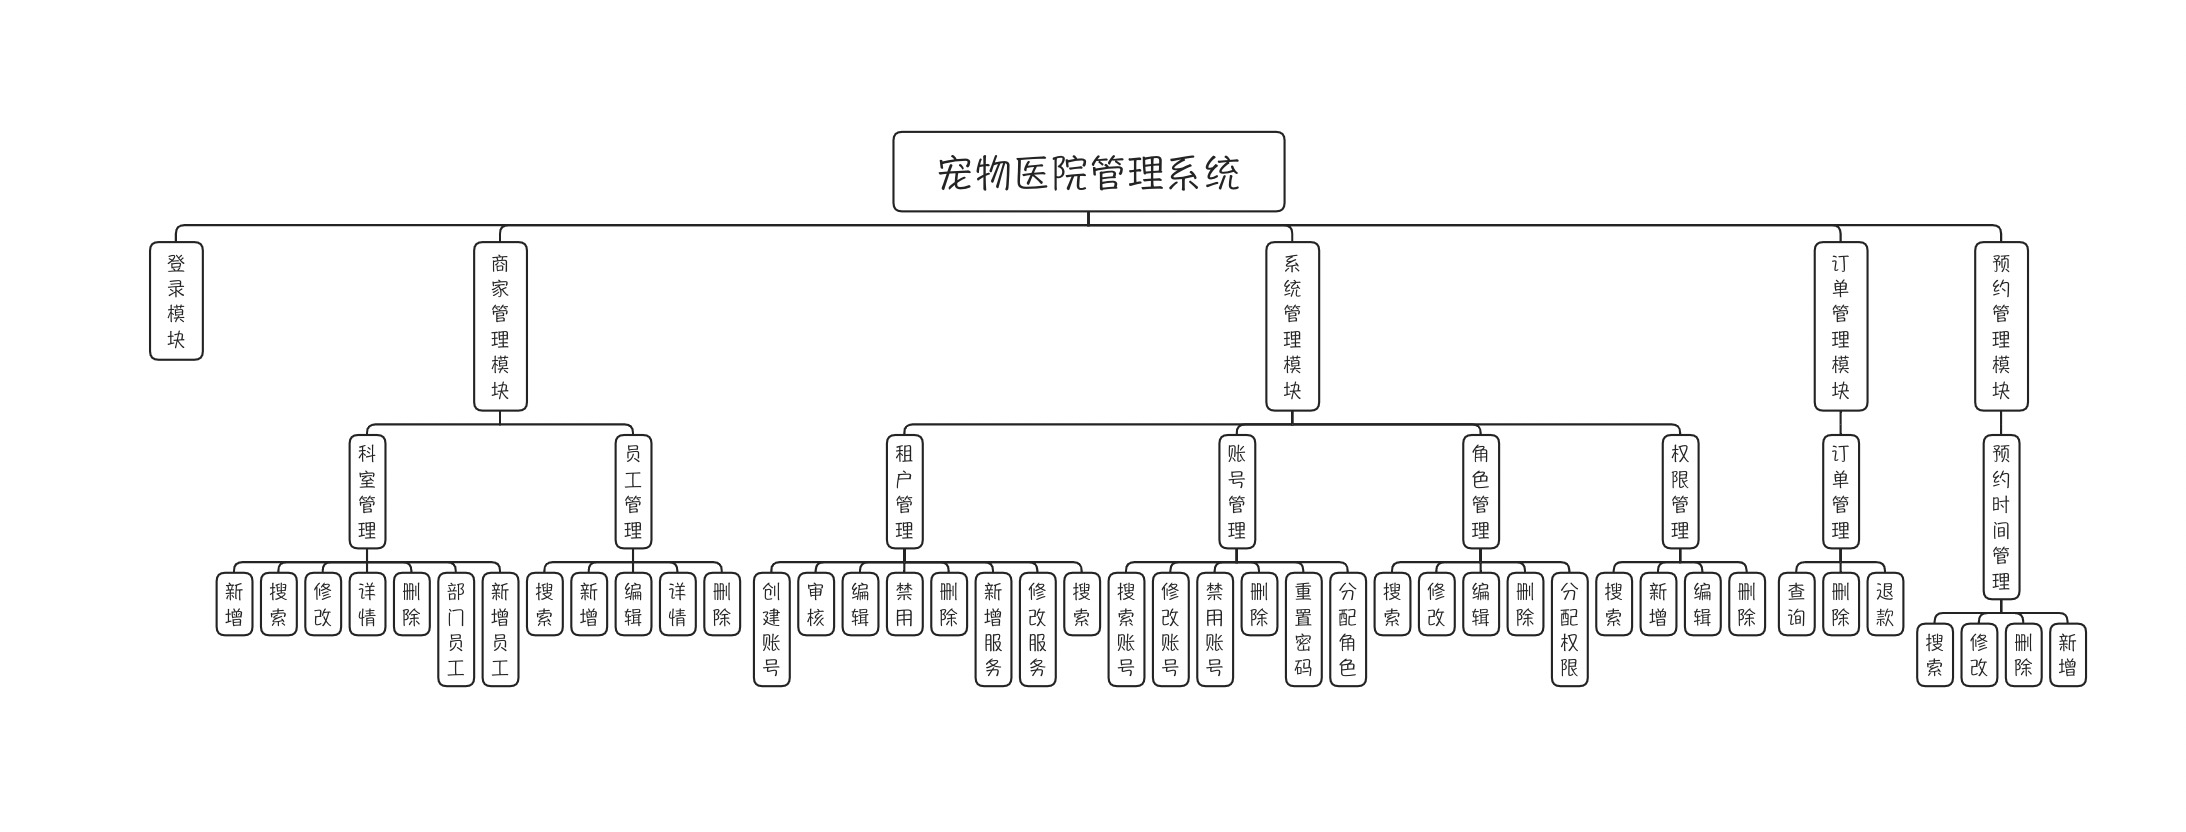 宠物医院管理系统
登录模块
商家管理模块
系统管理模块
订单管理模块
预约管理模块
科室管理
员工管理
租户管理
账号管理
角色管理
权限管理
订单管理
预约时间管理
新增
搜索
修改
详情
删除
部门员工
新增员工
搜索
新增
编辑
详情
删除
创建账号
审核
编辑
禁用
删除
新增服务
修改服务
搜索
搜索账号
修改账号
禁用账号
删除
重置密码
分配角色
搜索
修改
编辑
删除
分配权限
搜索
新增
编辑
删除
查询
删除
退款
搜索
修改
删除
新增